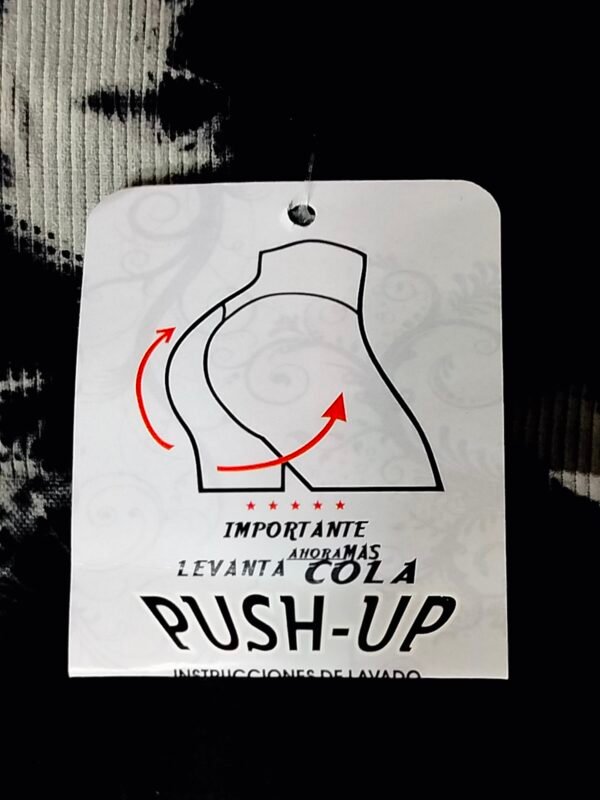 IMPORTANTE
AHORA MAS
LEVANTA COLA
PUSH-UP
INSTRUCCIONES DE LAVADO